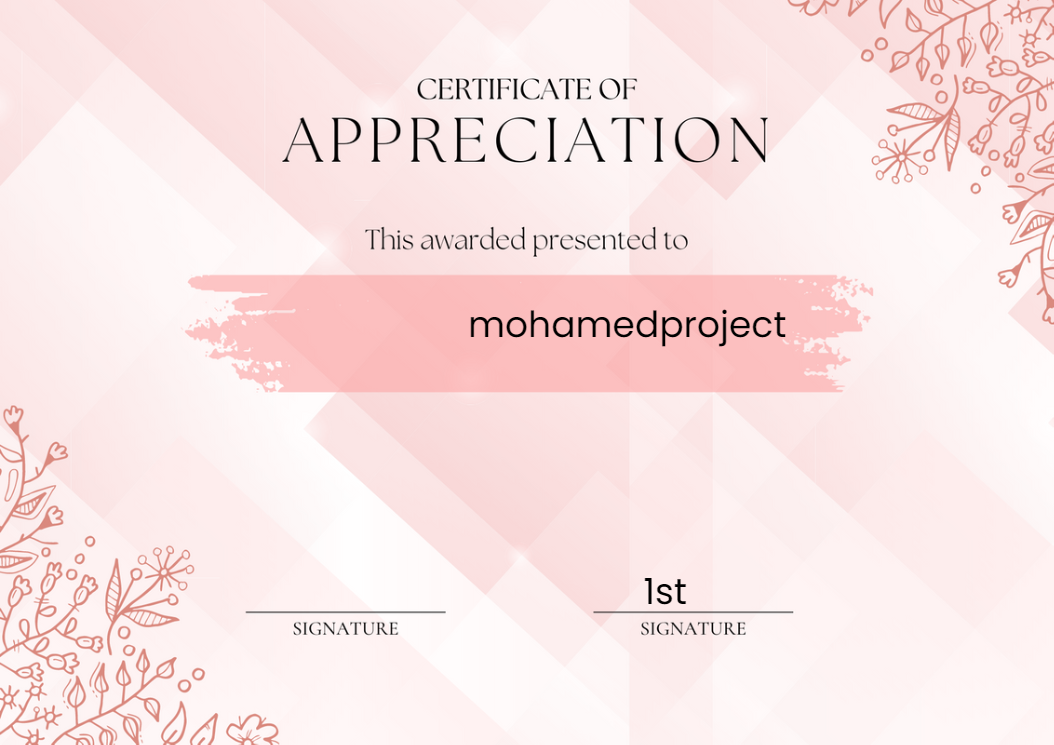 CERTIFICATE OF
APPRECIATION
This awarded presented to
mohamedproject
1st
SIGNATURE
SIGNATURE